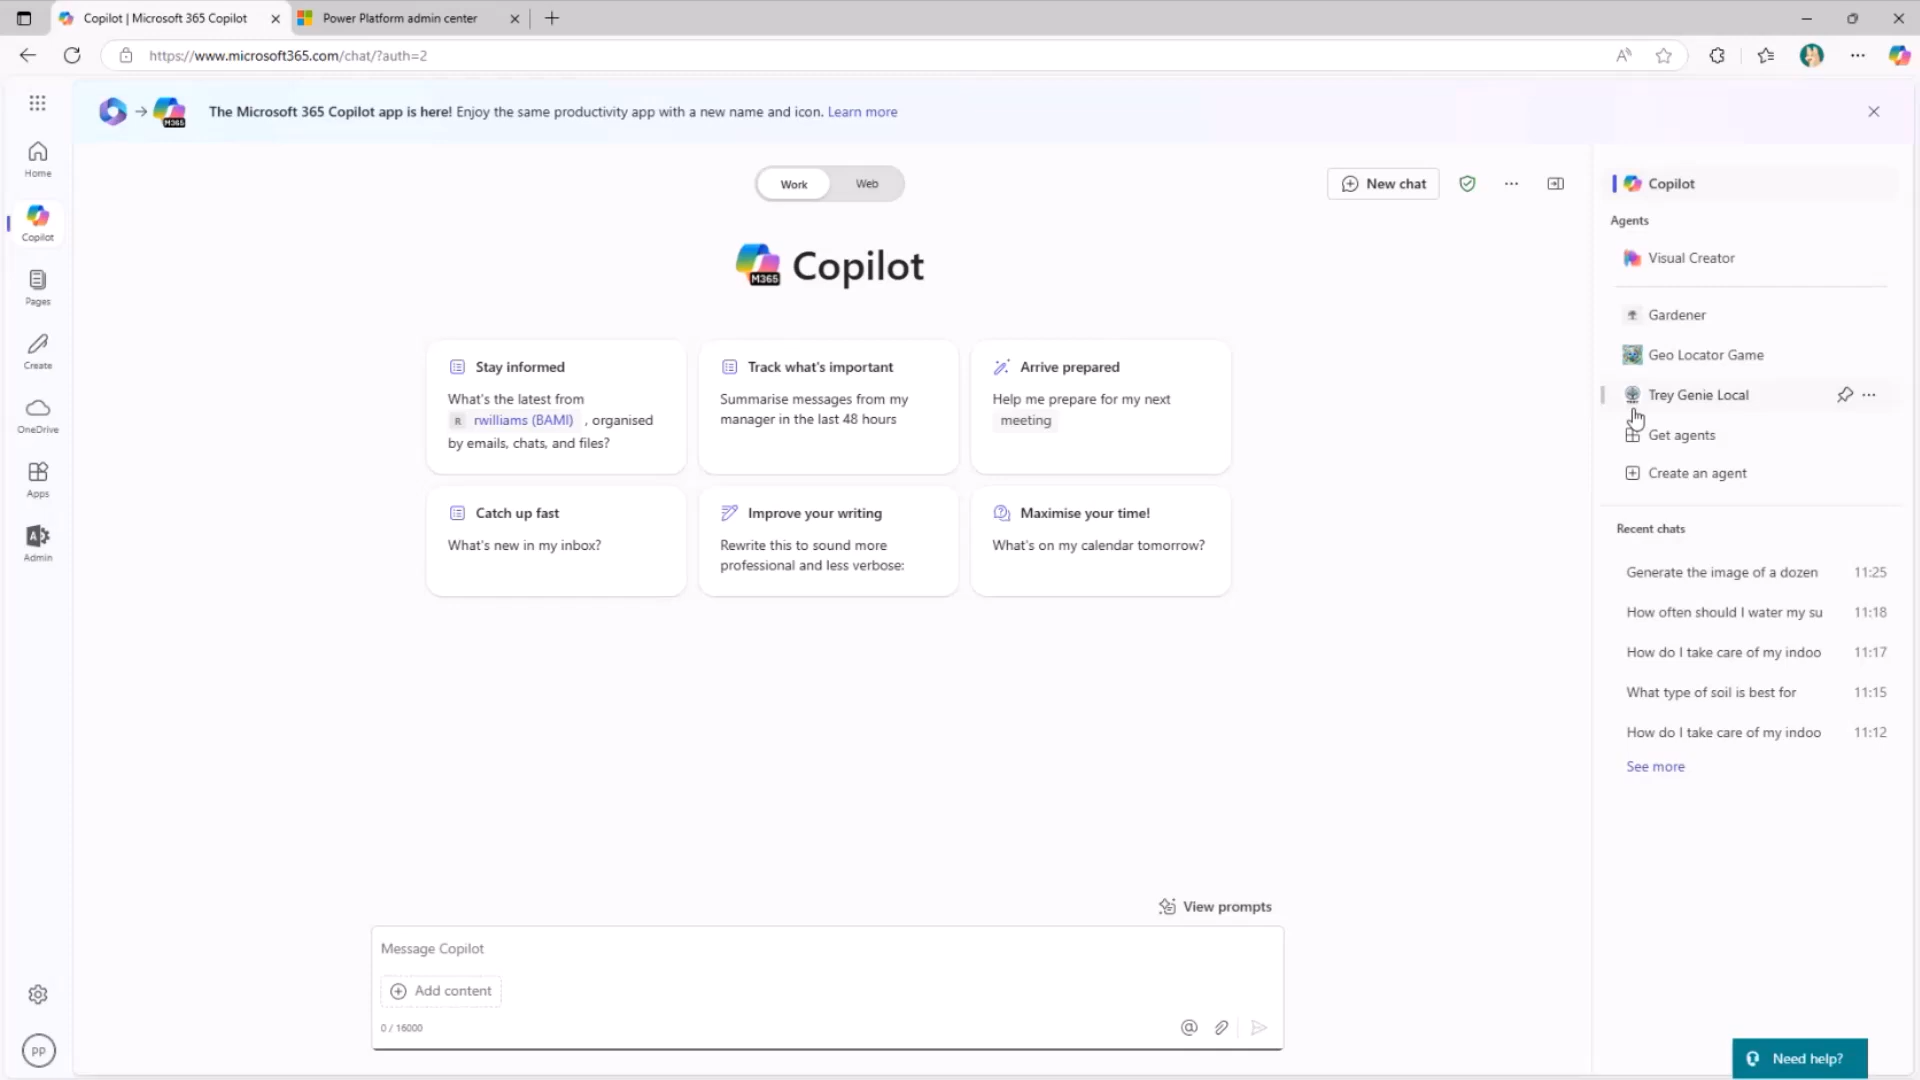 Copilot | Microsoft 365 Copilot
Power Platform admin center
https://www.microsoft365.com/chat/?auth=2
M365
The Microsoft 365 Copilot app is here! Enjoy the same productivity app with a new name and icon. Learn more
Home
Copilot
Pages
Create
OneDrive
Apps
Admin
PP
Work
Web
New chat
M365
Copilot
Stay informed
What's the latest from
R rwilliams (BAMI) , organised
by emails, chats, and files?
Track what's important
Summarise messages from my
manager in the last 48 hours
Arrive prepared
Help me prepare for my next
meeting
Catch up fast
What's new in my inbox?
Improve your writing
Rewrite this to sound more
professional and less verbose:
Maximise your time!
What's on my calendar tomorrow?
View prompts
Message Copilot
Add content
0 / 16000
Copilot
Agents
Visual Creator
Gardener
Geo Locator Game
Trey Genie Local
Get agents
Create an agent
Recent chats
Generate the image of a dozen 11:25
How often should I water my su 11:18
How do I take care of my indoo 11:17
What type of soil is best for 11:15
How do I take care of my indoo 11:12
See more
Need help?